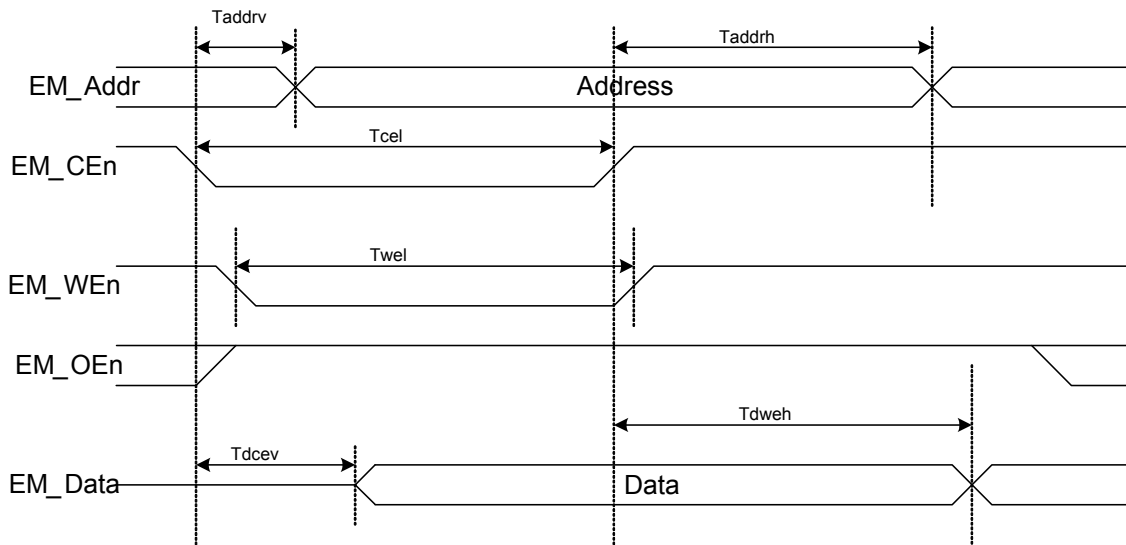 Taddrv
Taddrh
EM_Addr
Address
Tcel
EM_CEn
Twel
EM_WEn
EM_OEn
Tdweh
Tdcev
EM_Data
Data